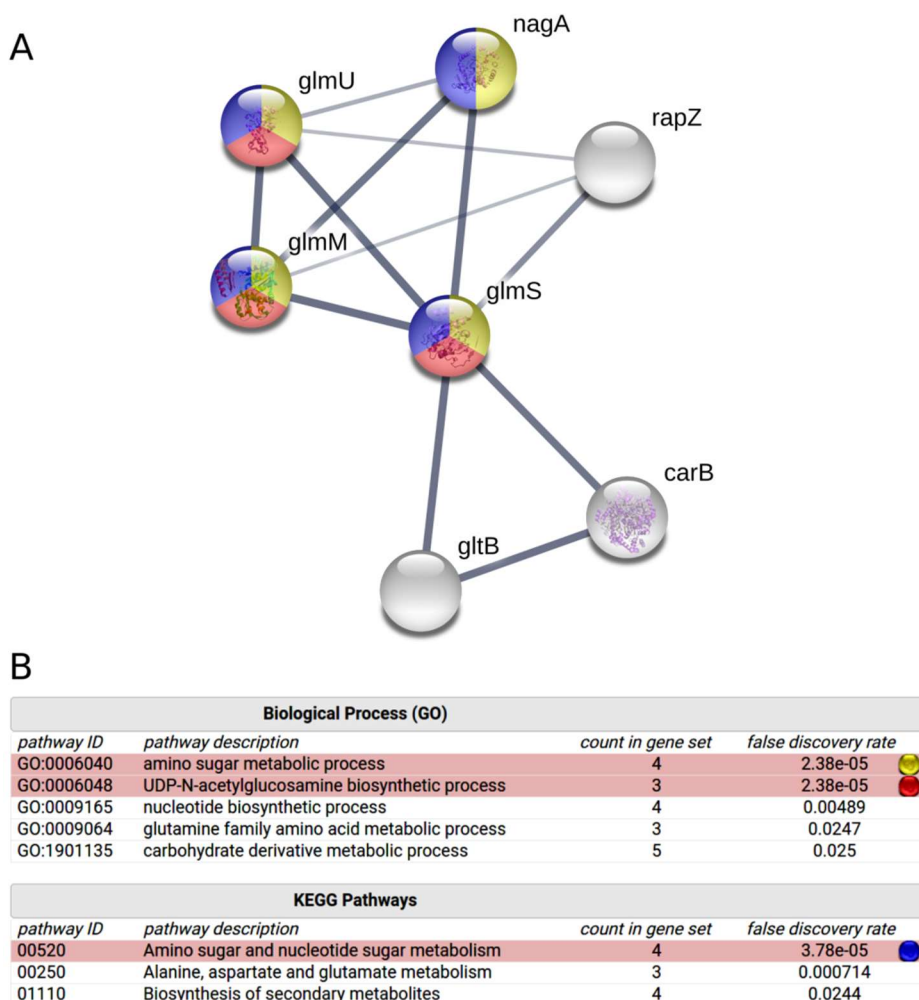 A
nagA
glmU
rapZ
glmM
glmS
carB
gltB
B
Biological Process (GO)
pathway ID pathway description count in gene set false discovery rate
GO:0006040 amino sugar metabolic process 4 2.38e-05
GO:0006048 UDP-N-acetylglucosamine biosynthetic process 3 2.38e-05
GO:0009165 nucleotide biosynthetic process 4 0.00489
GO:0009064 glutamine family amino acid metabolic process 3 0.0247
GO:1901135 carbohydrate derivative metabolic process 5 0.025
KEGG Pathways
pathway ID pathway description count in gene set false discovery rate
00520 Amino sugar and nucleotide sugar metabolism 4 3.78e-05
00250 Alanine, aspartate and glutamate metabolism 3 0.000714
01110 Biosynthesis of secondary metabolites 4 0.0244